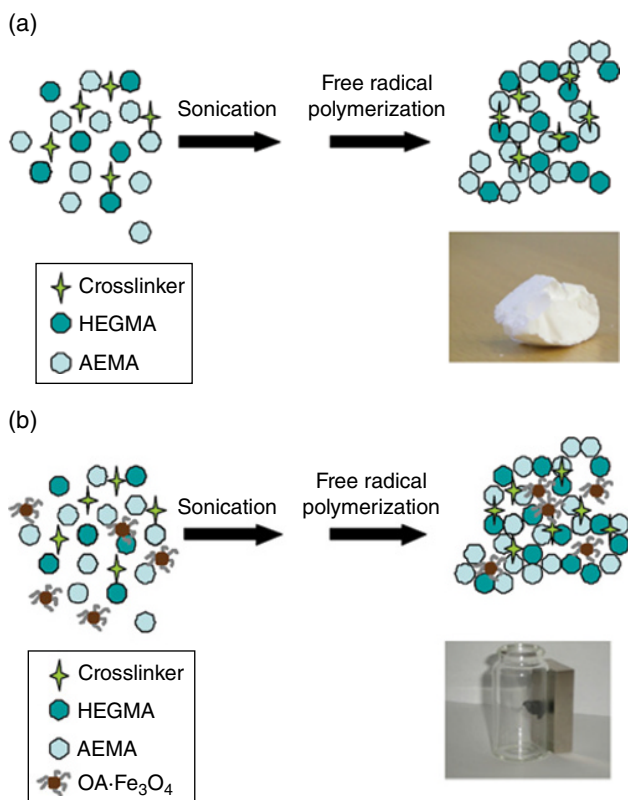 (a)
Sonication
Free radical
polymerization
Crosslinker
HEGMA
AEMA
(b)
Sonication
Free radical
polymerization
Crosslinker
HEGMA
AEMA
OA·Fe₃O₄